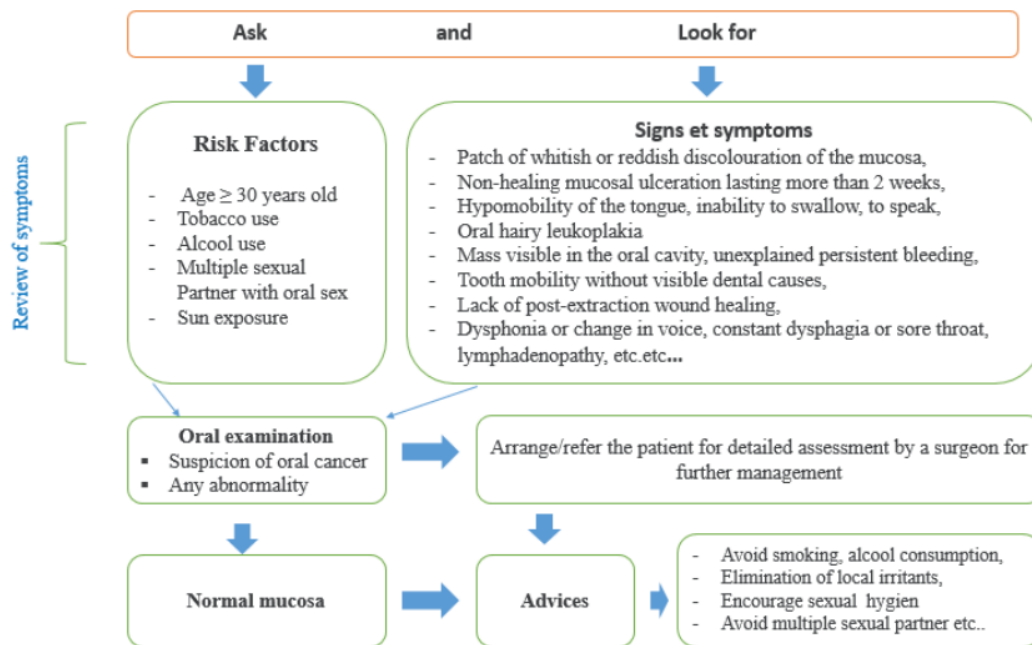 Ask and Look for
Review of symptoms
Risk Factors
- Age ≥ 30 years old
- Tobacco use
- Alcool use
- Multiple sexual
Partner with oral sex
- Sun exposure
Signs et symptoms
- Patch of whitish or reddish discolouration of the mucosa,
- Non-healing mucosal ulceration lasting more than 2 weeks,
- Hypomobility of the tongue, inability to swallow, to speak,
- Oral hairy leukoplakia
- Mass visible in the oral cavity, unexplained persistent bleeding,
- Tooth mobility without visible dental causes,
- Lack of post-extraction wound healing,
- Dysphonia or change in voice, constant dysphagia or sore throat,
lymphadenopathy, etc.etc...
Oral examination
▪ Suspicion of oral cancer
▪ Any abnormality
Arrange/refer the patient for detailed assessment by a surgeon for
further management
Normal mucosa
Advices
- Avoid smoking, alcool consumption,
- Elimination of local irritants,
- Encourage sexual hygien
- Avoid multiple sexual partner etc..